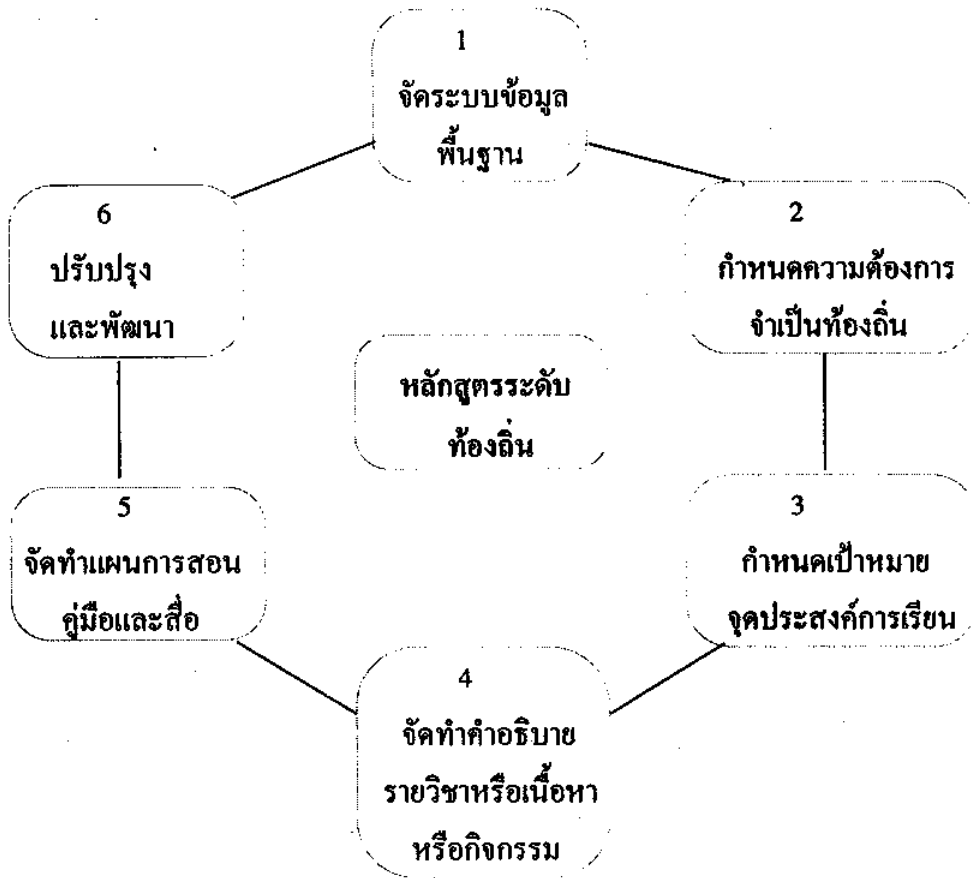 1
จัดระบบข้อมูล
พื้นฐาน
2
กำหนดความต้องการ
จำเป็นท้องถิ่น
3
กำหนดเป้าหมาย
จุดประสงค์การเรียน
4
จัดทำคำอธิบาย
รายวิชาหรือเนื้อหา
หรือกิจกรรม
5
จัดทำแผนการสอน
คู่มือและสื่อ
6
ปรับปรุง
และพัฒนา
หลักสูตรระดับ
ท้องถิ่น